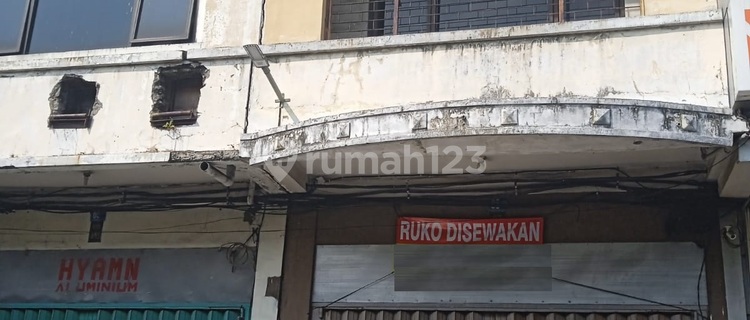 rumah123
RUKO DISEWAKAN
HYAMN
ALUMINIUM